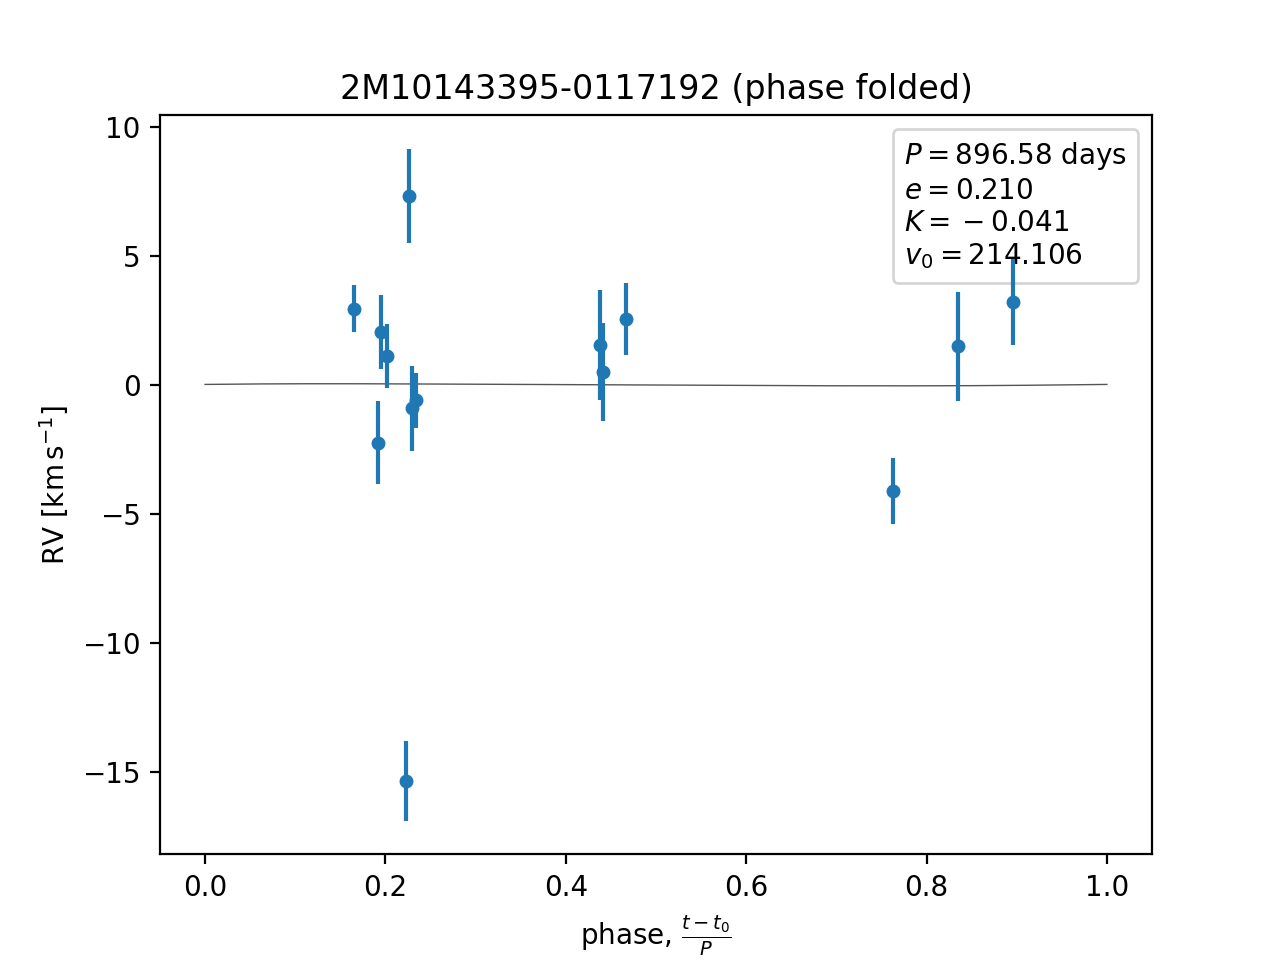 2M10143395-0117192 (phase folded)
P = 896.58 days
e = 0.210
K = −0.041
v₀ = 214.106
10
5
0
−5
−10
−15
RV [km s⁻¹]
0.0 0.2 0.4 0.6 0.8 1.0
phase, (t − t₀)/P